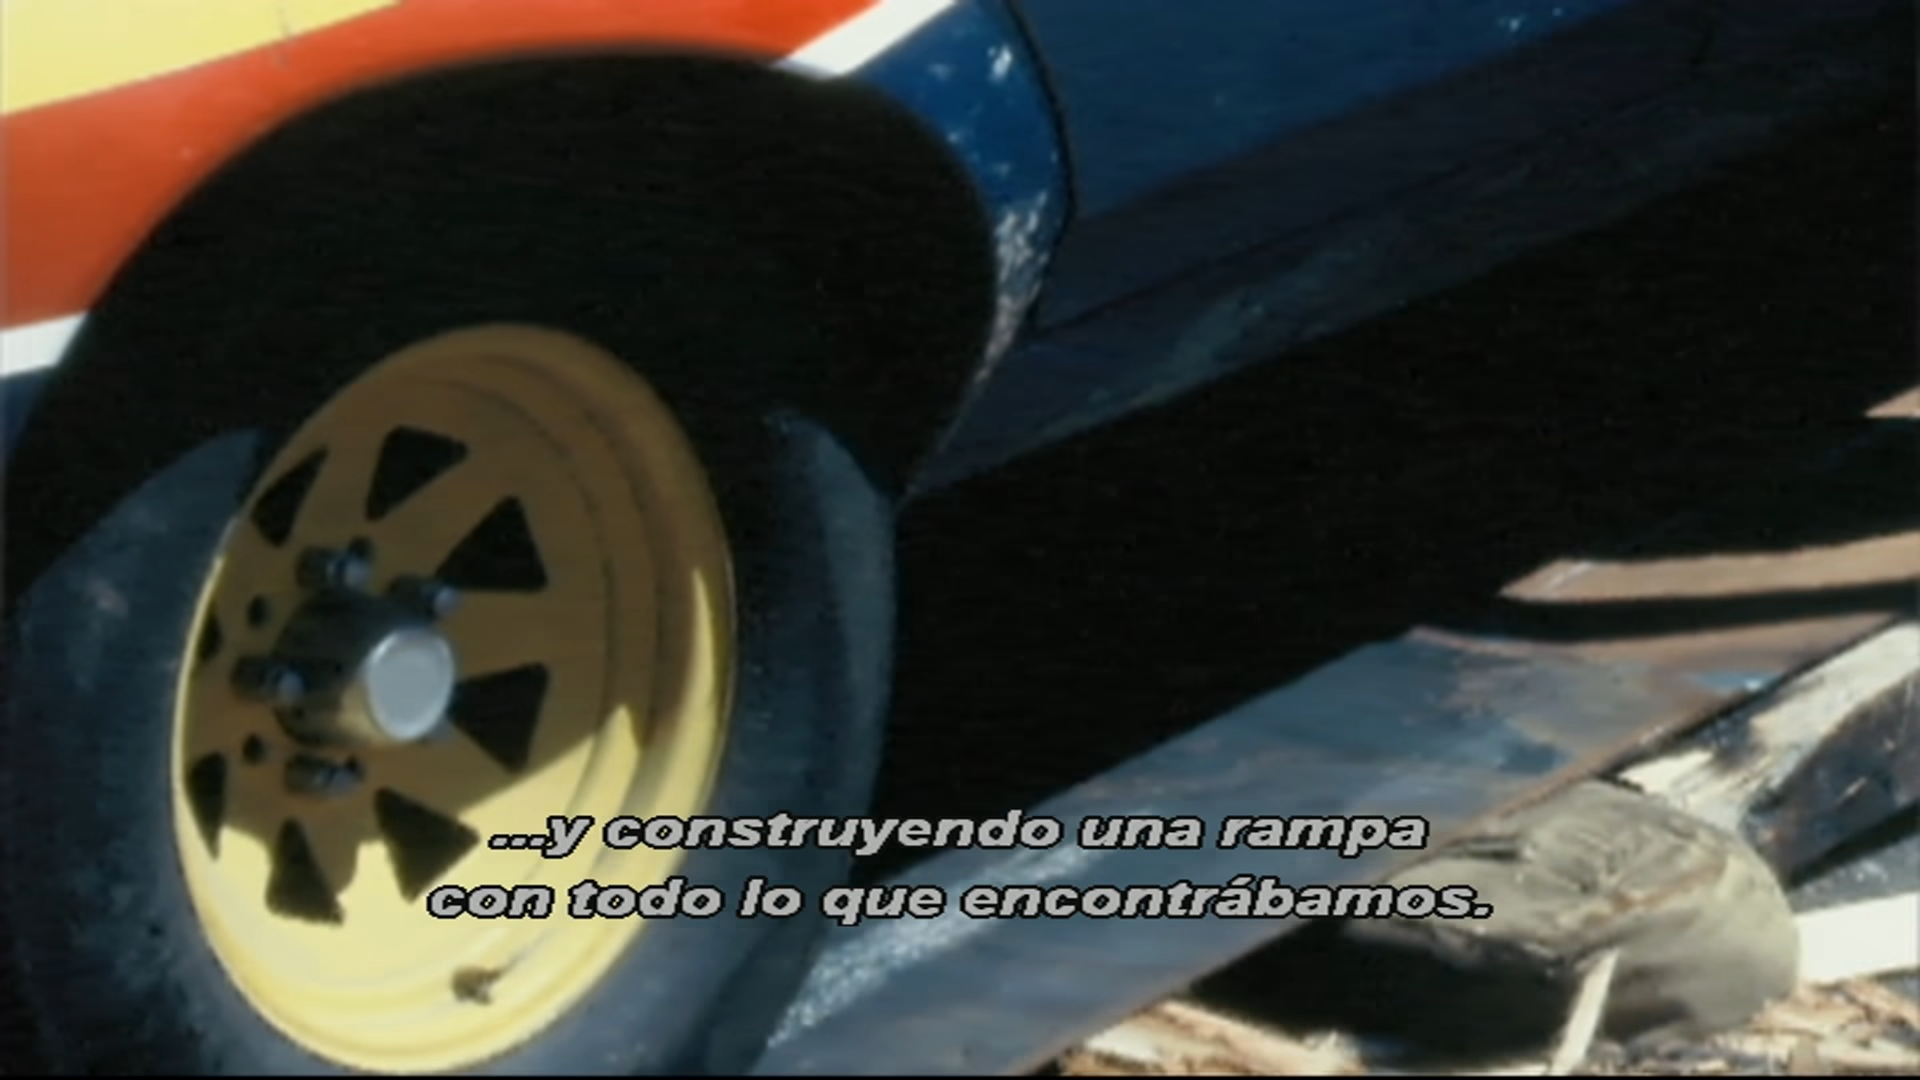 ...y construyendo una rampa
con todo lo que encontrábamos.